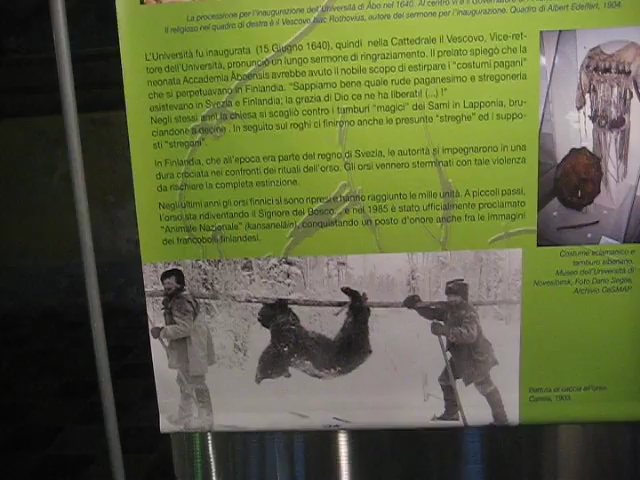 La processione per l'inaugurazione dell'Università di Åbo nel 1640. Al centro vi è il Governatore
Il religioso nel quadro di destra è il Vescovo Isac Rothovius, autore del sermone per l'inaugurazione. Quadro di Albert Edelfelt, 1904.
L'Università fu inaugurata (15 Giugno 1640), quindi nella Cattedrale il Vescovo, Vice-ret-
tore dell'Università, pronunciò un lungo sermone di ringraziamento. Il prelato spiegò che la
neonata Accademia Åboensis avrebbe avuto il nobile scopo di estirpare i "costumi pagani"
che si perpetuavano in Finlandia. "Sappiamo bene quale rude paganesimo e stregoneria
esistevano in Svezia e Finlandia; la grazia di Dio ce ne ha liberati (...) !"
Negli stessi anni la chiesa si scagliò contro i tamburi "magici" dei Sami in Lapponia, bru-
ciandone a decine. In seguito sui roghi ci finirono anche le presunte "streghe" ed i suppo-
sti "stregoni".
In Finlandia, che all'epoca era parte del regno di Svezia, le autorità si impegnarono in una
dura crociata nei confronti dei rituali dell'orso. Gli orsi vennero sterminati con tale violenza
da rischiare la completa estinzione.
Negli ultimi anni gli orsi finnici si sono ripresi e hanno raggiunto le mille unità. A piccoli passi,
l'orso sta ridiventando il Signore del Bosco... e nel 1985 è stato ufficialmente proclamato
"Animale Nazionale" (kansaneläin), conquistando un posto d'onore anche fra le immagini
dei francobolli finlandesi.
Costume sciamanico e
tamburo siberiano.
Museo dell'Università di
Novosibirsk, Foto Dario Seglie,
Archivio CeSMAP
Battuta di caccia all'orso.
Carelia, 1903.